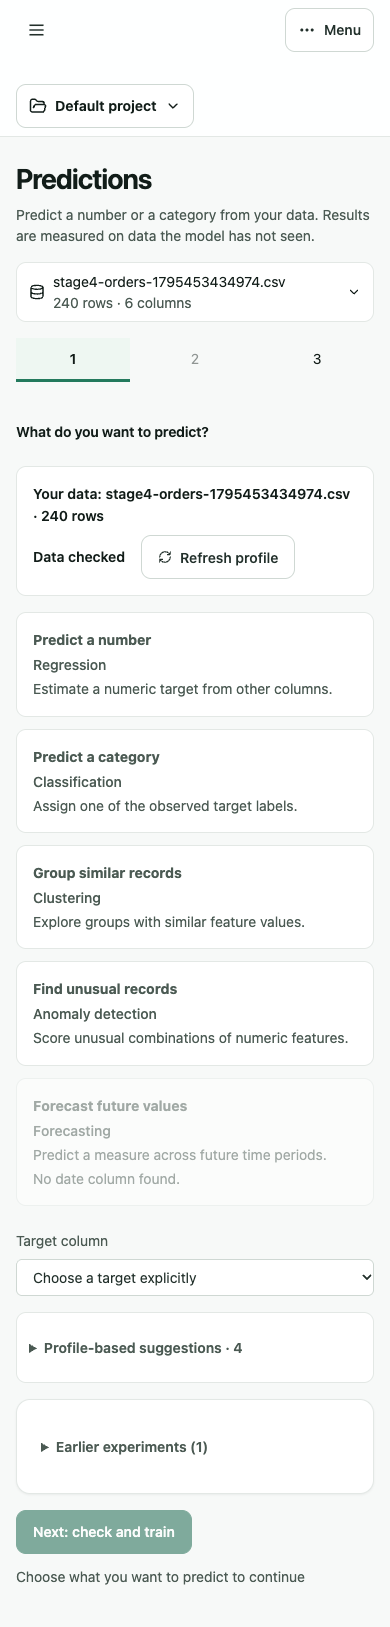 Menu
Default project
Predictions
Predict a number or a category from your data. Results
are measured on data the model has not seen.
stage4-orders-1795453434974.csv
240 rows · 6 columns
1
2
3
What do you want to predict?
Your data: stage4-orders-1795453434974.csv
· 240 rows
Data checked
Refresh profile
Predict a number
Regression
Estimate a numeric target from other columns.
Predict a category
Classification
Assign one of the observed target labels.
Group similar records
Clustering
Explore groups with similar feature values.
Find unusual records
Anomaly detection
Score unusual combinations of numeric features.
Forecast future values
Forecasting
Predict a measure across future time periods.
No date column found.
Target column
Choose a target explicitly
Profile-based suggestions · 4
Earlier experiments (1)
Next: check and train
Choose what you want to predict to continue